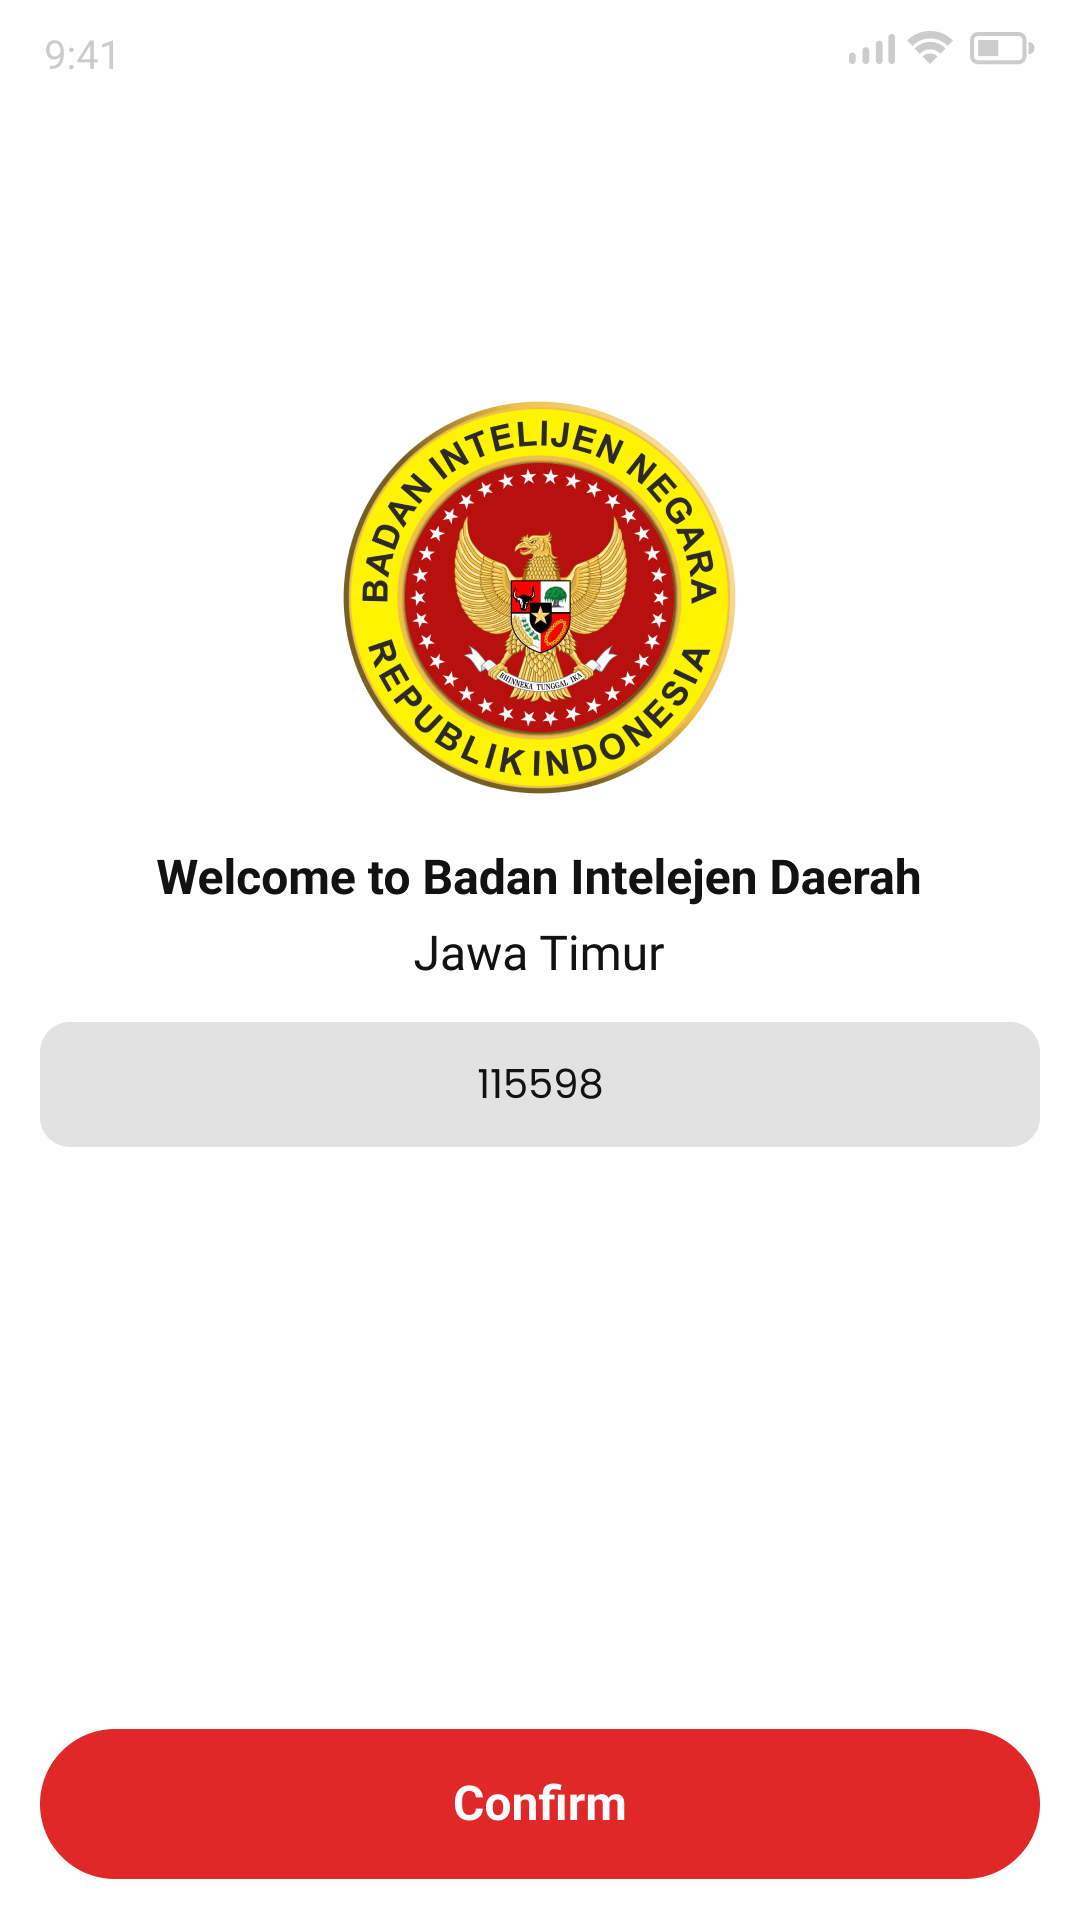 9:41
BADAN INTELIJEN NEGARA
REPUBLIK INDONESIA
BHINNEKA TUNGGAL IKA
Welcome to Badan Intelejen Daerah
Jawa Timur
115598
Confirm